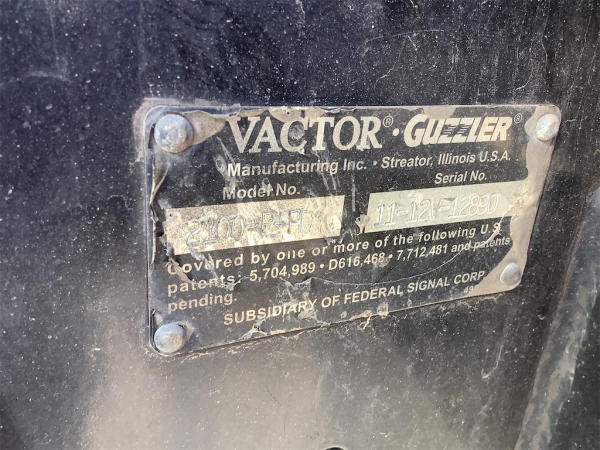 VACTOR® · GUZZLER®
Manufacturing Inc. · Streator, Illinois U.S.A.
Model No. Serial No.
11-12V-12890
Covered by one or more of the following U.S.
patents: 5,704,989 · D616,468 · 7,712,481 and patents
pending.
SUBSIDIARY OF FEDERAL SIGNAL CORP.